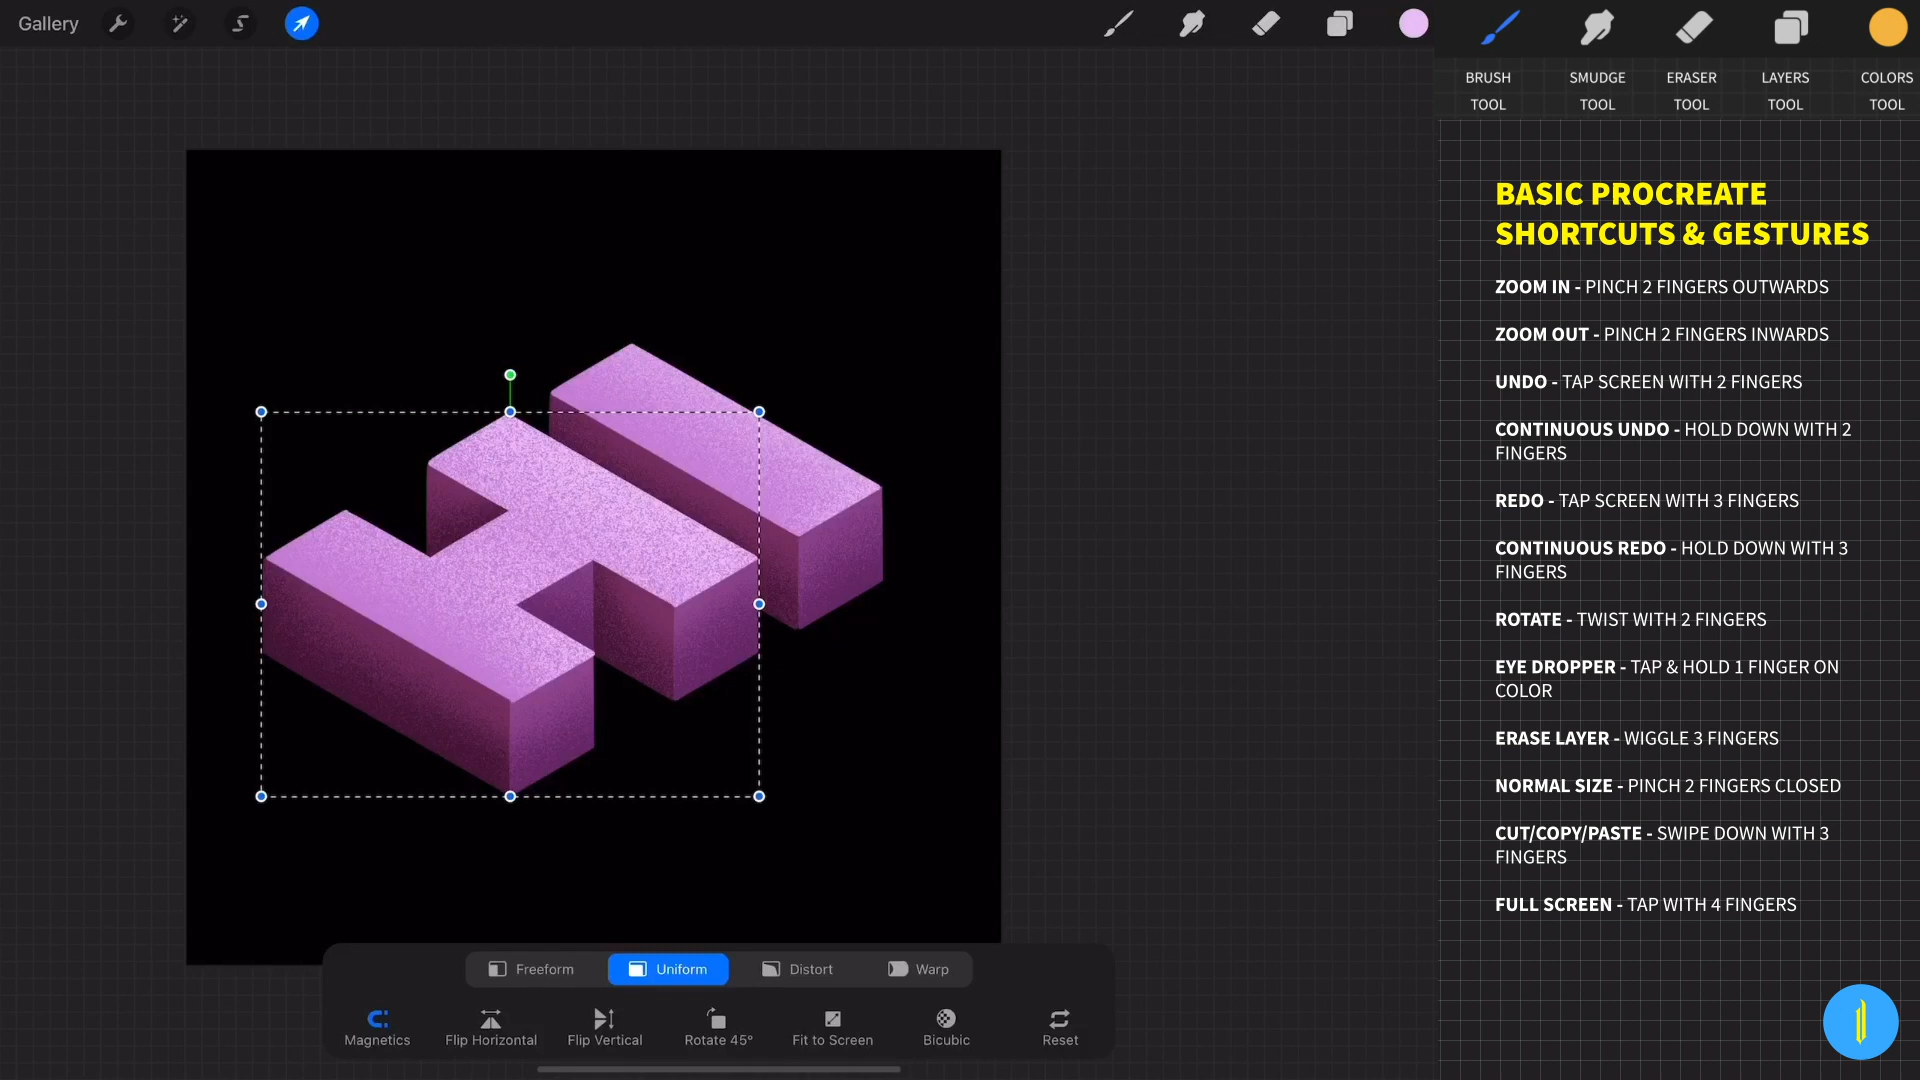 Gallery
BRUSH TOOL
SMUDGE TOOL
ERASER TOOL
LAYERS TOOL
COLORS TOOL
BASIC PROCREATE
SHORTCUTS & GESTURES
ZOOM IN - PINCH 2 FINGERS OUTWARDS
ZOOM OUT - PINCH 2 FINGERS INWARDS
UNDO - TAP SCREEN WITH 2 FINGERS
CONTINUOUS UNDO - HOLD DOWN WITH 2
FINGERS
REDO - TAP SCREEN WITH 3 FINGERS
CONTINUOUS REDO - HOLD DOWN WITH 3
FINGERS
ROTATE - TWIST WITH 2 FINGERS
EYE DROPPER - TAP & HOLD 1 FINGER ON
COLOR
ERASE LAYER - WIGGLE 3 FINGERS
NORMAL SIZE - PINCH 2 FINGERS CLOSED
CUT/COPY/PASTE - SWIPE DOWN WITH 3
FINGERS
FULL SCREEN - TAP WITH 4 FINGERS
Freeform Uniform Distort Warp
Magnetics Flip Horizontal Flip Vertical Rotate 45° Fit to Screen Bicubic Reset
HI